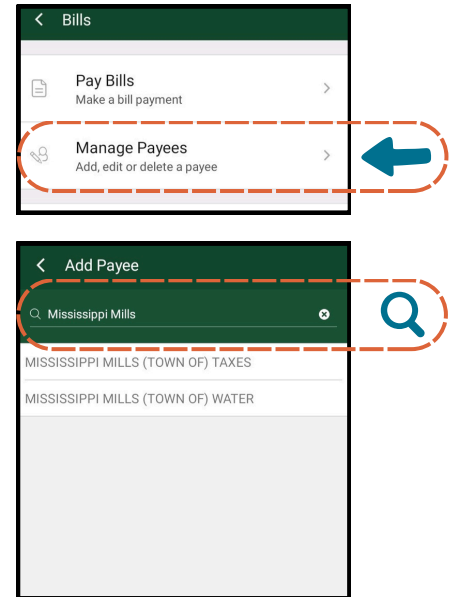 Bills
Pay Bills
Make a bill payment
Manage Payees
Add, edit or delete a payee
Add Payee
Mississippi Mills
MISSISSIPPI MILLS (TOWN OF) TAXES
MISSISSIPPI MILLS (TOWN OF) WATER